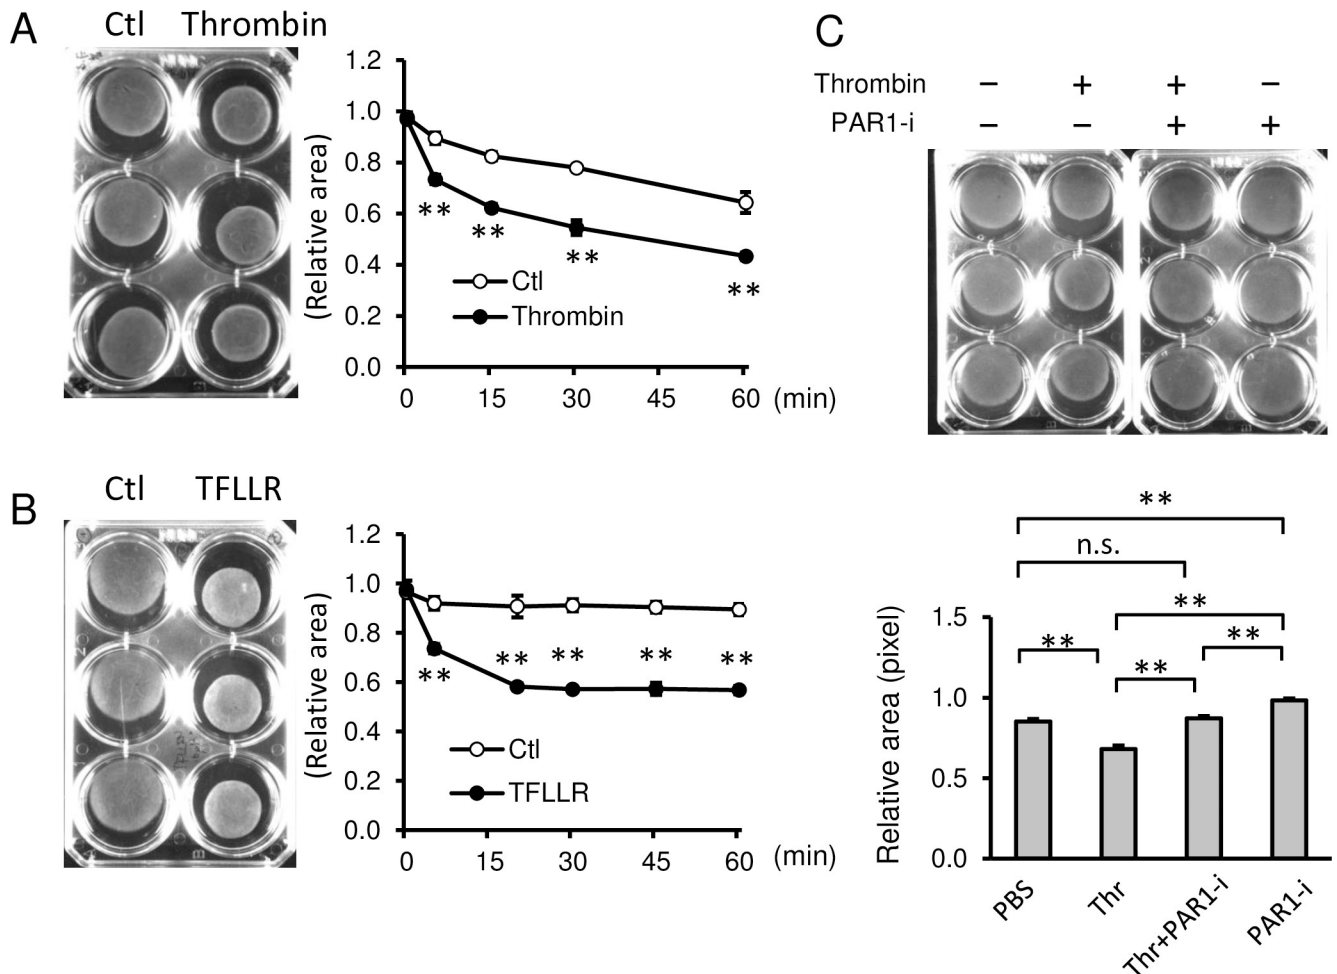 A
Ctl Thrombin
(Relative area)
1.2
1.0
0.8
0.6
0.4
0.2
0.0
**
**
**
**
Ctl
Thrombin
0 15 30 45 60 (min)
B
Ctl TFLLR
(Relative area)
1.2
1.0
0.8
0.6
0.4
0.2
0.0
**
**
**
**
**
Ctl
TFLLR
0 15 30 45 60 (min)
C
Thrombin − + + −
PAR1-i − − + +
Relative area (pixel)
1.5
1.0
0.5
0.0
**
n.s.
**
**
**
**
PBS
Thr
Thr+PAR1-i
PAR1-i